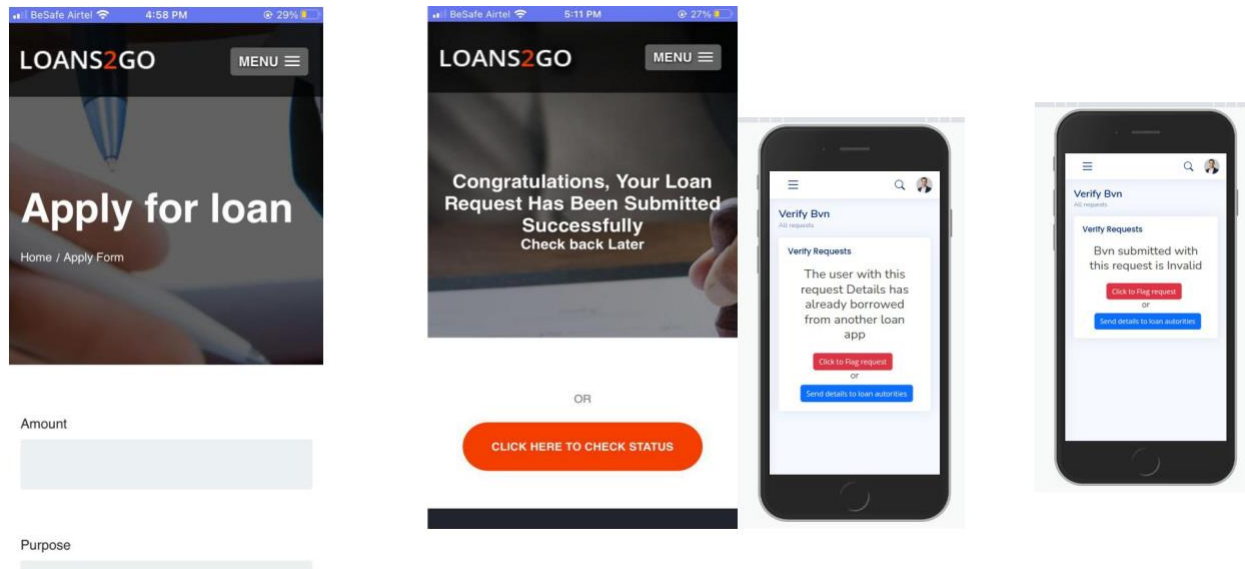 BeSafe Airtel 4:58 PM 29%
LOANS2GO MENU
Apply for loan
Home / Apply Form
Amount
Purpose
BeSafe Airtel 5:11 PM 27%
LOANS2GO MENU
Congratulations, Your Loan
Request Has Been Submitted
Successfully
Check back Later
OR
CLICK HERE TO CHECK STATUS
Verify Bvn
All requests
Verify Requests
The user with this
request Details has
already borrowed
from another loan
app
Click to Flag request
or
Send details to loan autorities
Verify Bvn
All requests
Verify Requests
Bvn submitted with
this request is Invalid
Click to Flag request
or
Send details to loan autorities